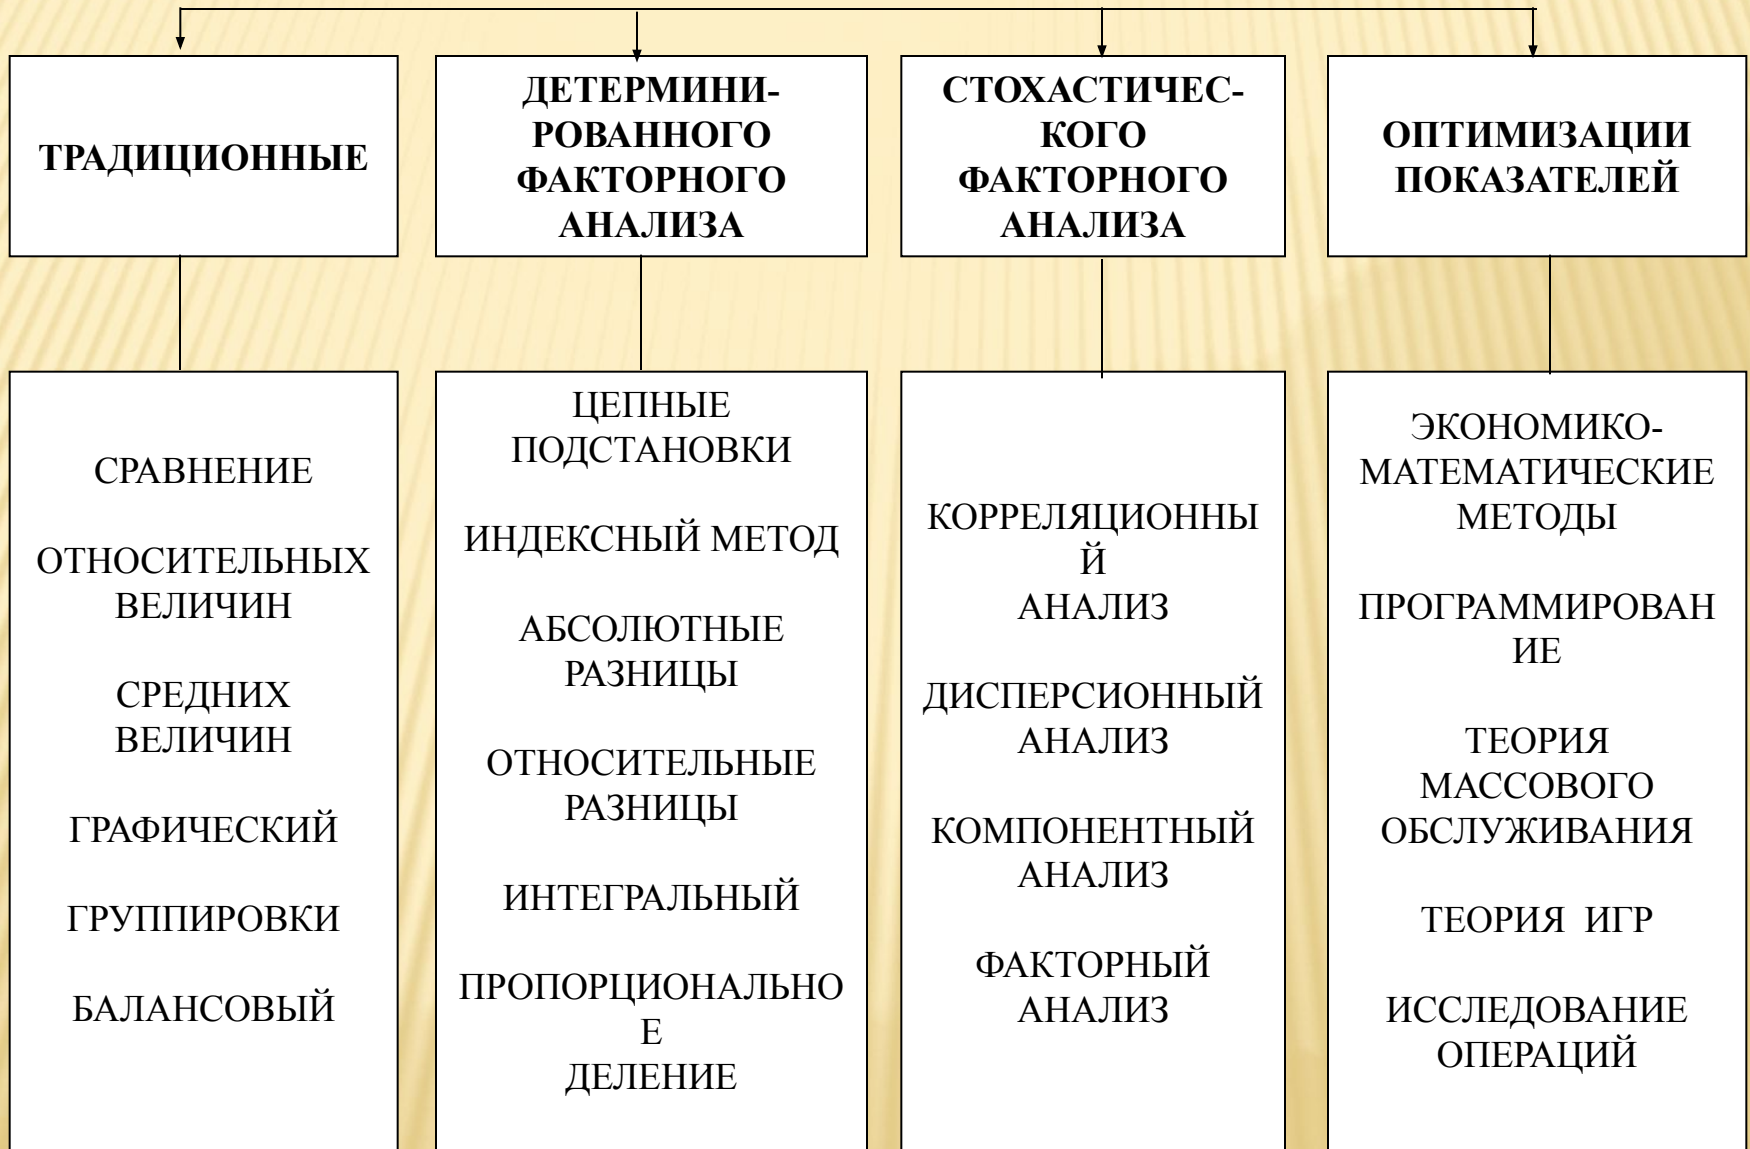 ТРАДИЦИОННЫЕ
ДЕТЕРМИНИ-
РОВАННОГО
ФАКТОРНОГО
АНАЛИЗА
СТОХАСТИЧЕС-
КОГО
ФАКТОРНОГО
АНАЛИЗА
ОПТИМИЗАЦИИ
ПОКАЗАТЕЛЕЙ
СРАВНЕНИЕ
ОТНОСИТЕЛЬНЫХ
ВЕЛИЧИН
СРЕДНИХ
ВЕЛИЧИН
ГРАФИЧЕСКИЙ
ГРУППИРОВКИ
БАЛАНСОВЫЙ
ЦЕПНЫЕ
ПОДСТАНОВКИ
ИНДЕКСНЫЙ МЕТОД
АБСОЛЮТНЫЕ
РАЗНИЦЫ
ОТНОСИТЕЛЬНЫЕ
РАЗНИЦЫ
ИНТЕГРАЛЬНЫЙ
ПРОПОРЦИОНАЛЬНО
Е
ДЕЛЕНИЕ
КОРРЕЛЯЦИОННЫ
Й
АНАЛИЗ
ДИСПЕРСИОННЫЙ
АНАЛИЗ
КОМПОНЕНТНЫЙ
АНАЛИЗ
ФАКТОРНЫЙ
АНАЛИЗ
ЭКОНОМИКО-
МАТЕМАТИЧЕСКИЕ
МЕТОДЫ
ПРОГРАММИРОВАН
ИЕ
ТЕОРИЯ
МАССОВОГО
ОБСЛУЖИВАНИЯ
ТЕОРИЯ ИГР
ИССЛЕДОВАНИЕ
ОПЕРАЦИЙ